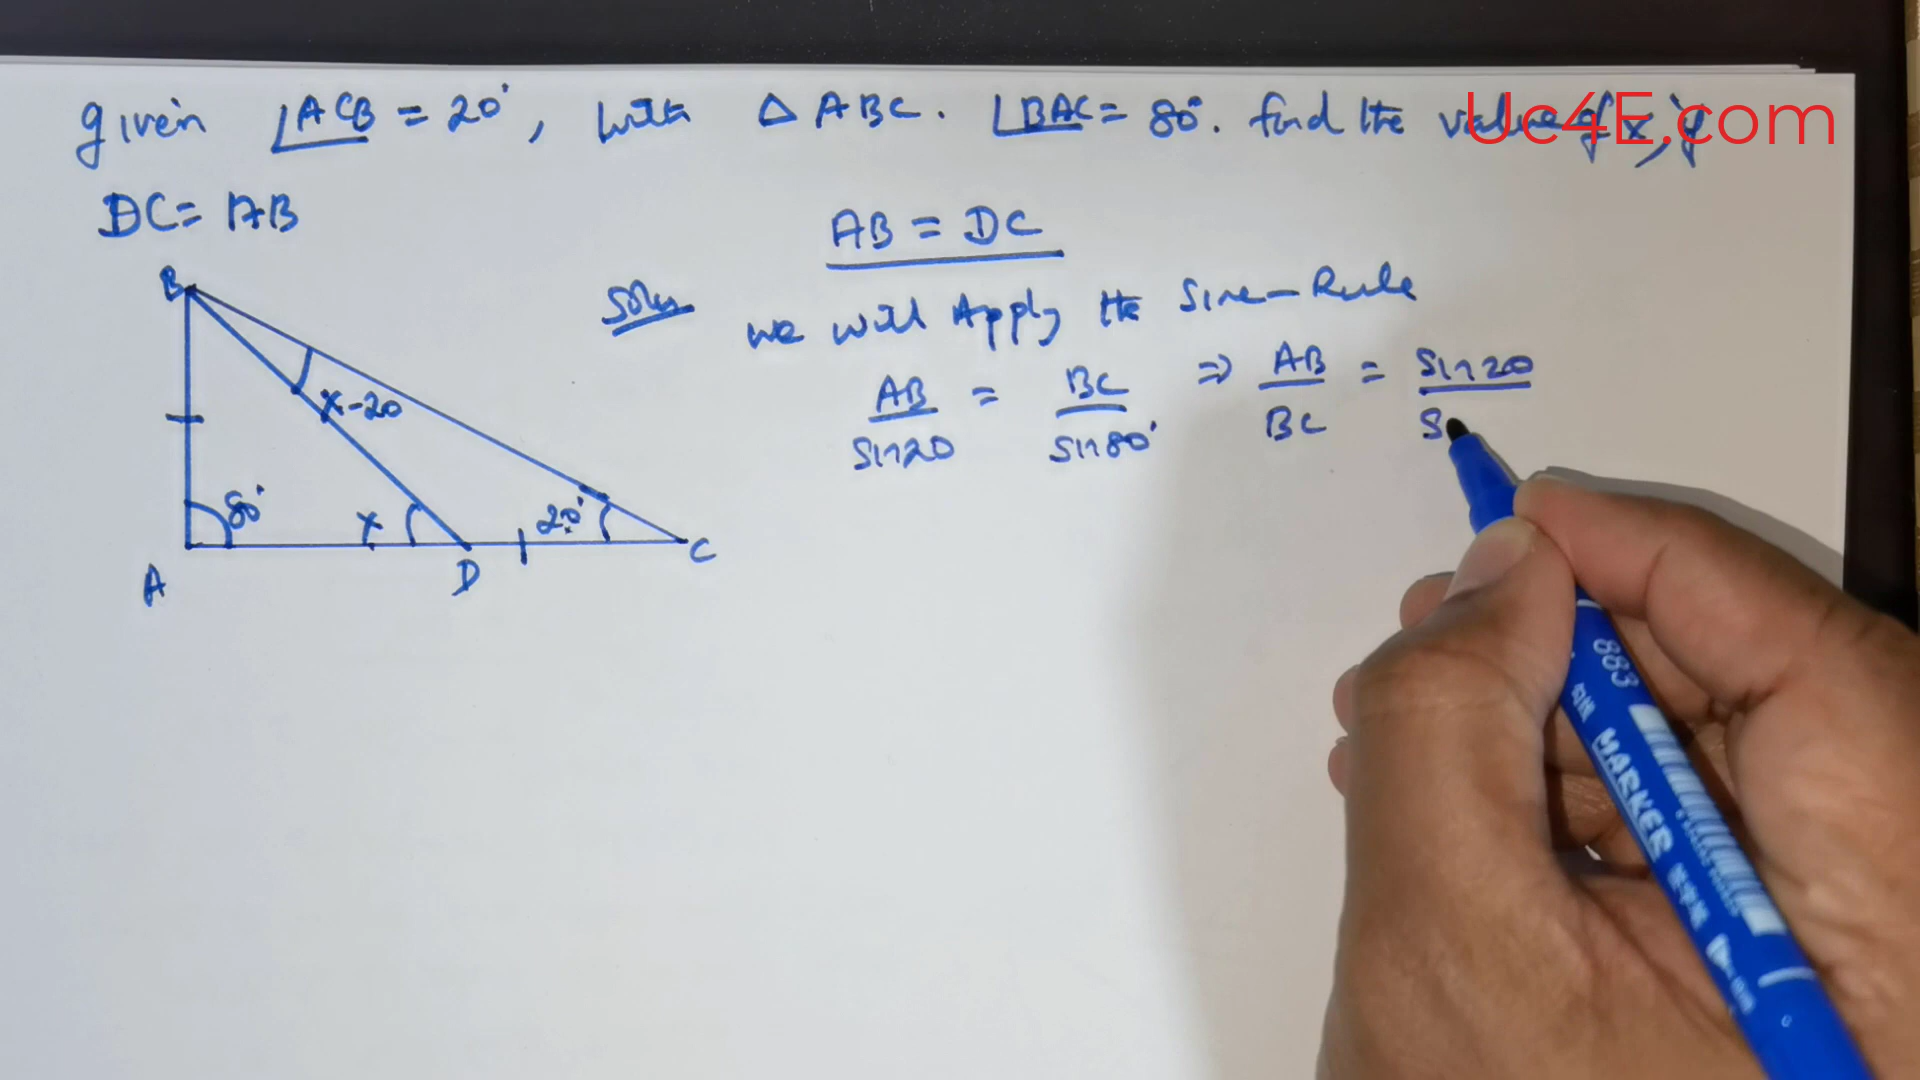 given ∠ACB = 20°, with △ ABC. ∠BAC = 80°. find the value of x, if
Uc4E.com
DC = AB
AB = DC
Soln
we will Apply the Sine-Rule
AB/sin20 = BC/sin80° ⇒ AB/BC = sin20/s
B
x-20
80°
x
20°
A
D
C
883
MARKER